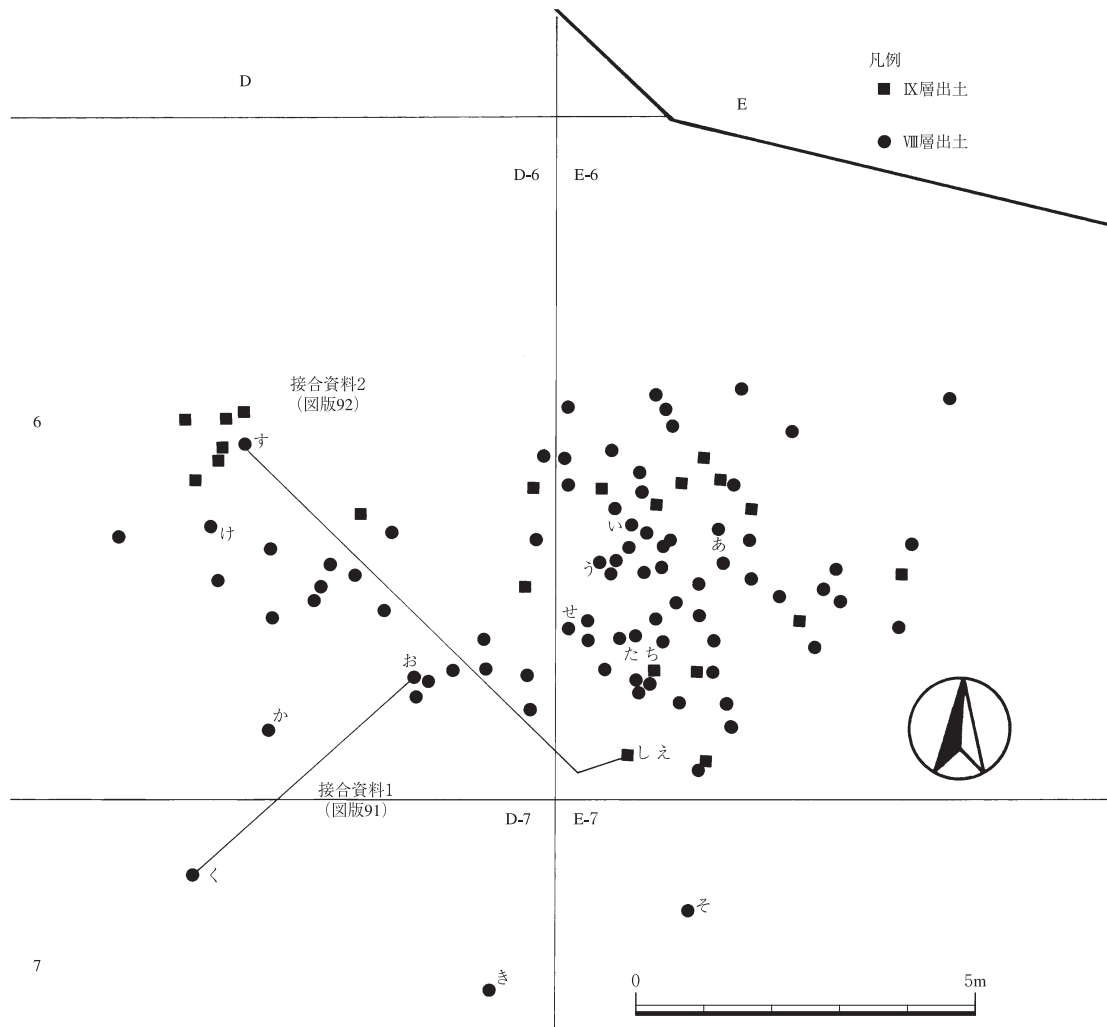 D
E
凡例
Ⅸ層出土
Ⅷ層出土
D-6
E-6
接合資料2
(図版92)
6
す
け
い
あ
う
せ
たち
お
か
しえ
接合資料1
(図版91)
D-7
E-7
く
そ
7
き
0
5m